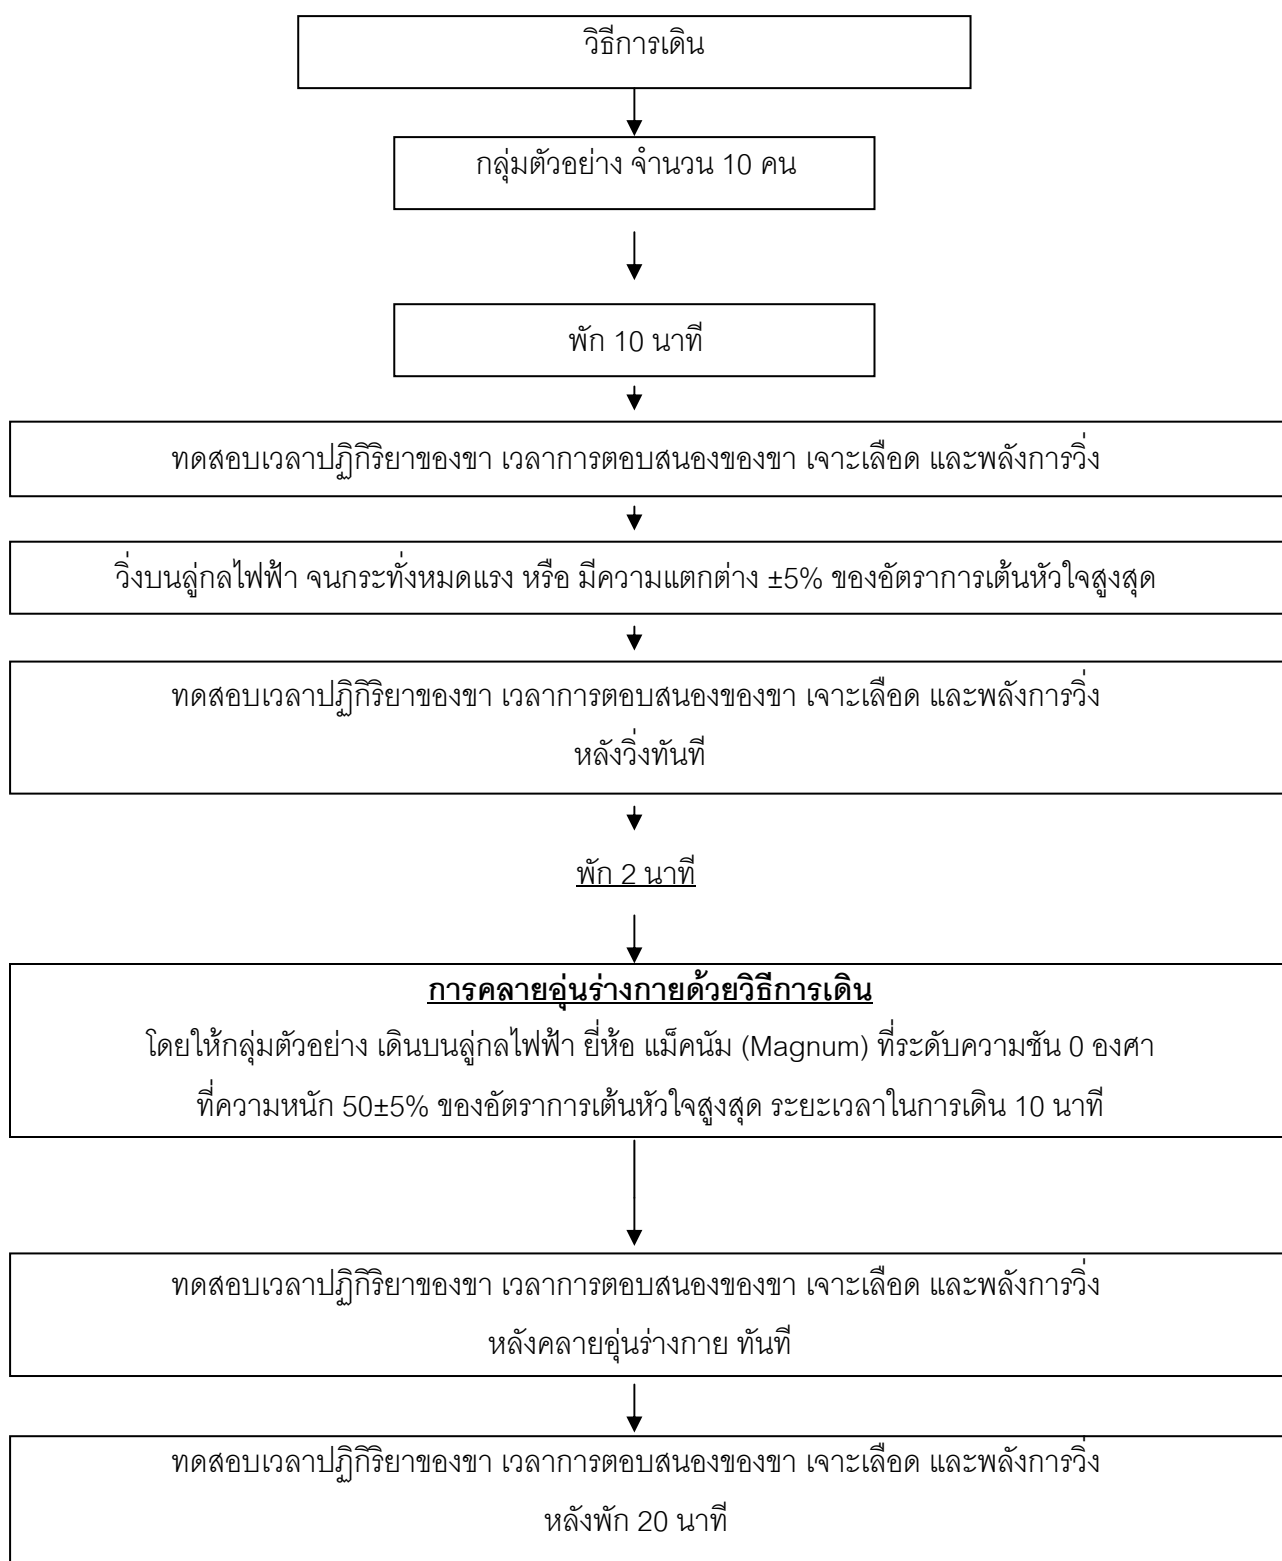 วิธีการเดิน
กลุ่มตัวอย่าง จำนวน 10 คน
พัก 10 นาที
ทดสอบเวลาปฏิกิริยาของขา เวลาการตอบสนองของขา เจาะเลือด และพลังการวิ่ง
วิ่งบนลู่กลไฟฟ้า จนกระทั่งหมดแรง หรือ มีความแตกต่าง ±5% ของอัตราการเต้นหัวใจสูงสุด
ทดสอบเวลาปฏิกิริยาของขา เวลาการตอบสนองของขา เจาะเลือด และพลังการวิ่ง
หลังวิ่งทันที
พัก 2 นาที
การคลายอุ่นร่างกายด้วยวิธีการเดิน
โดยให้กลุ่มตัวอย่าง เดินบนลู่กลไฟฟ้า ยี่ห้อ แม็คนัม (Magnum) ที่ระดับความชัน 0 องศา
ที่ความหนัก 50±5% ของอัตราการเต้นหัวใจสูงสุด ระยะเวลาในการเดิน 10 นาที
ทดสอบเวลาปฏิกิริยาของขา เวลาการตอบสนองของขา เจาะเลือด และพลังการวิ่ง
หลังคลายอุ่นร่างกาย ทันที
ทดสอบเวลาปฏิกิริยาของขา เวลาการตอบสนองของขา เจาะเลือด และพลังการวิ่ง
หลังพัก 20 นาที